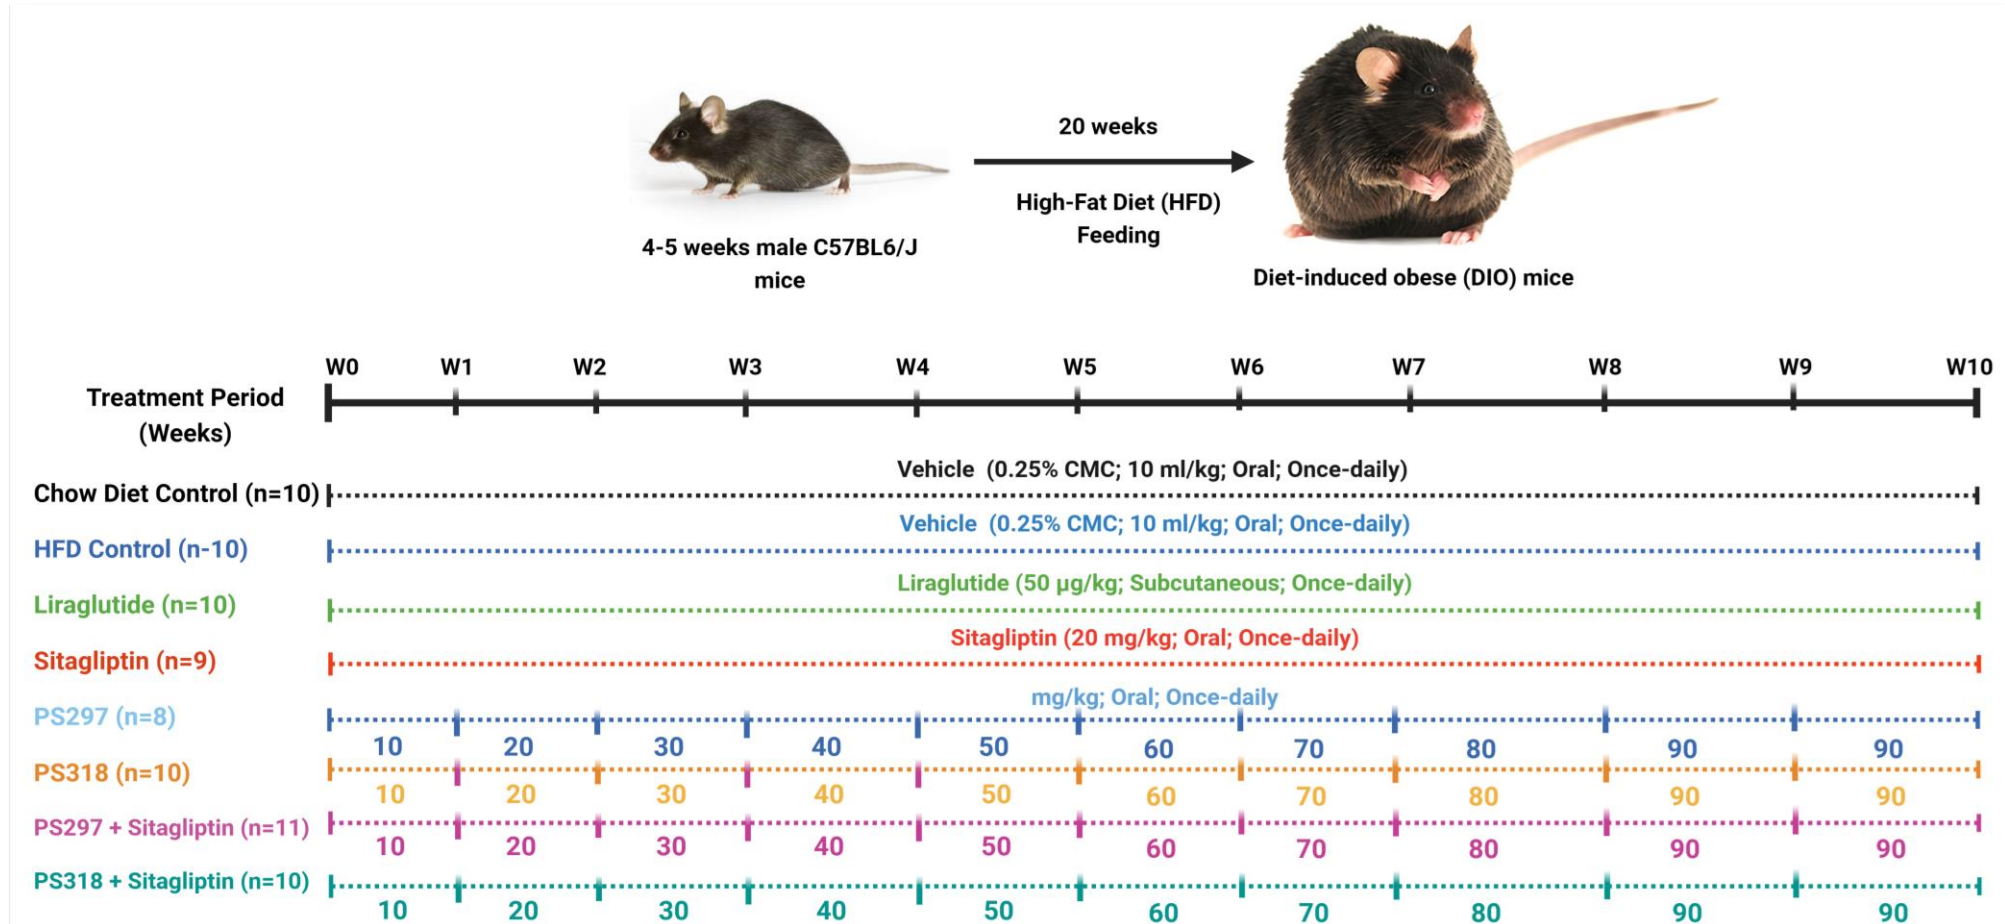 20 weeks
High-Fat Diet (HFD)
Feeding
4-5 weeks male C57BL6/J
mice
Diet-induced obese (DIO) mice
W0 W1 W2 W3 W4 W5 W6 W7 W8 W9 W10
Treatment Period
(Weeks)
Vehicle (0.25% CMC; 10 ml/kg; Oral; Once-daily)
Chow Diet Control (n=10)
Vehicle (0.25% CMC; 10 ml/kg; Oral; Once-daily)
HFD Control (n-10)
Liraglutide (50 µg/kg; Subcutaneous; Once-daily)
Liraglutide (n=10)
Sitagliptin (20 mg/kg; Oral; Once-daily)
Sitagliptin (n=9)
mg/kg; Oral; Once-daily
PS297 (n=8)
10 20 30 40 50 60 70 80 90 90
PS318 (n=10)
10 20 30 40 50 60 70 80 90 90
PS297 + Sitagliptin (n=11)
10 20 30 40 50 60 70 80 90 90
PS318 + Sitagliptin (n=10)
10 20 30 40 50 60 70 80 90 90